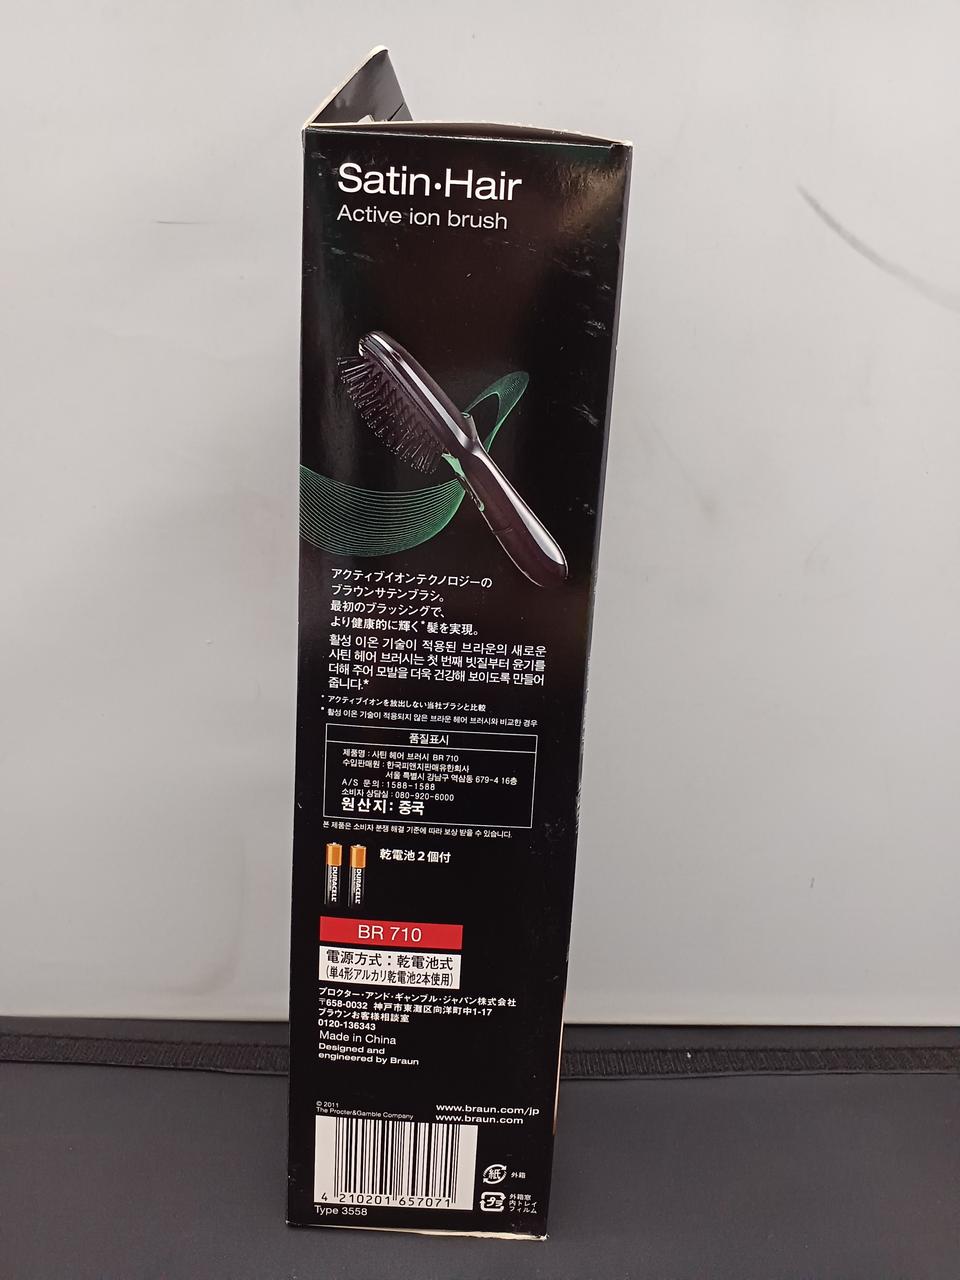 Satin·Hair
Active ion brush
アクティブイオンテクノロジーの
ブラウンサテンブラシ。
最初のブラッシングで、
より健康的に輝く*髪を実現。
활성 이온 기술이 적용된 브라운의 새로운
사틴 헤어 브러시는 첫 번째 빗질부터 윤기를
더해 주어 모발을 더욱 건강해 보이도록 만들어
줍니다.*
* アクティブイオンを放出しない当社ブラシと比較
* 활성 이온 기술이 적용되지 않은 브라운 헤어 브러시와 비교한 경우
품질표시
제품명 : 사틴 헤어 브러시 BR 710
수입판매원 : 한국피앤지판매유한회사
서울 특별시 강남구 역삼동 679-4 16층
A/S 문의 : 1588-1588
소비자 상담실 : 080-920-6000
원산지: 중국
본 제품은 소비자 분쟁 해결 기준에 따라 보상 받을 수 있습니다.
乾電池2個付
DURACELL
DURACELL
BR 710
電源方式：乾電池式
(単4形アルカリ乾電池2本使用)
プロクター・アンド・ギャンブル・ジャパン株式会社
〒658-0032 神戸市東灘区向洋町中1-17
ブラウンお客様相談室
0120-136343
Made in China
Designed and
engineered by Braun
© 2011
The Procter&Gamble Company
www.braun.com/jp
www.braun.com
4 210201 657071
Type 3558
紙 外箱
プラ 外箱窓
内トレイ
フィルム